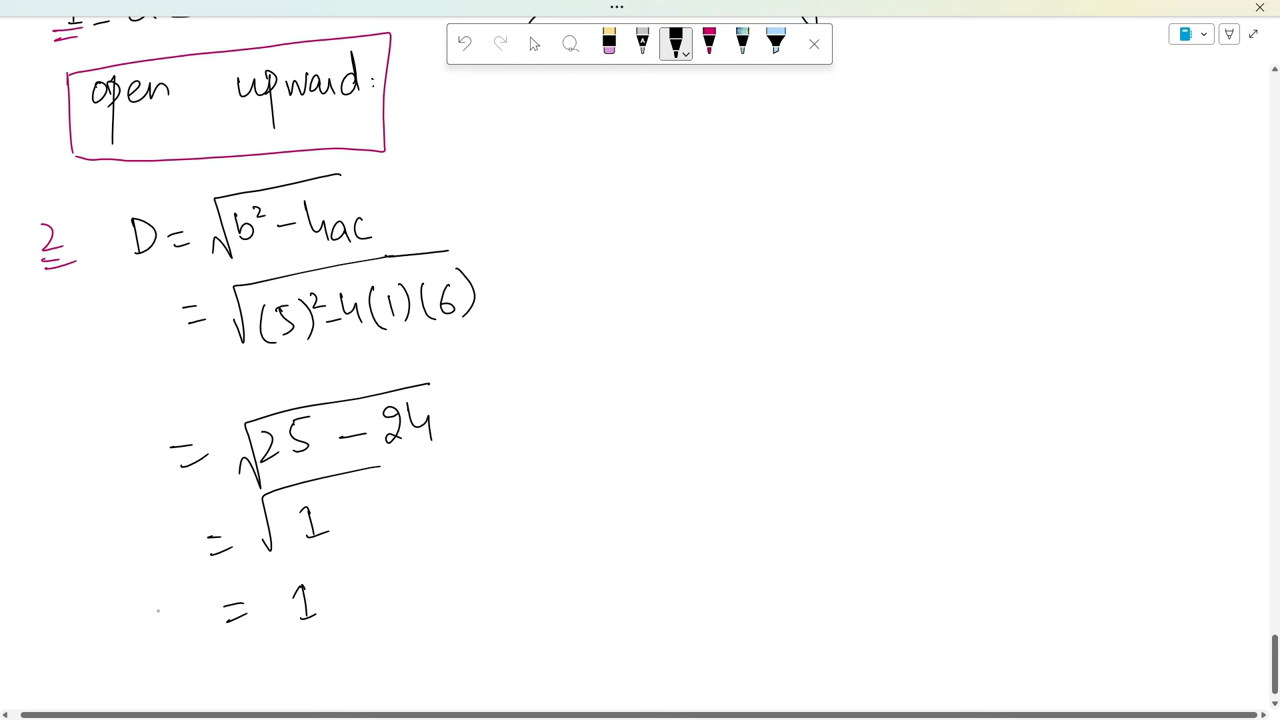 open upward:
2 D = √b² - 4ac
= √(5)² - 4(1)(6)
= √25 - 24
= √1
= 1